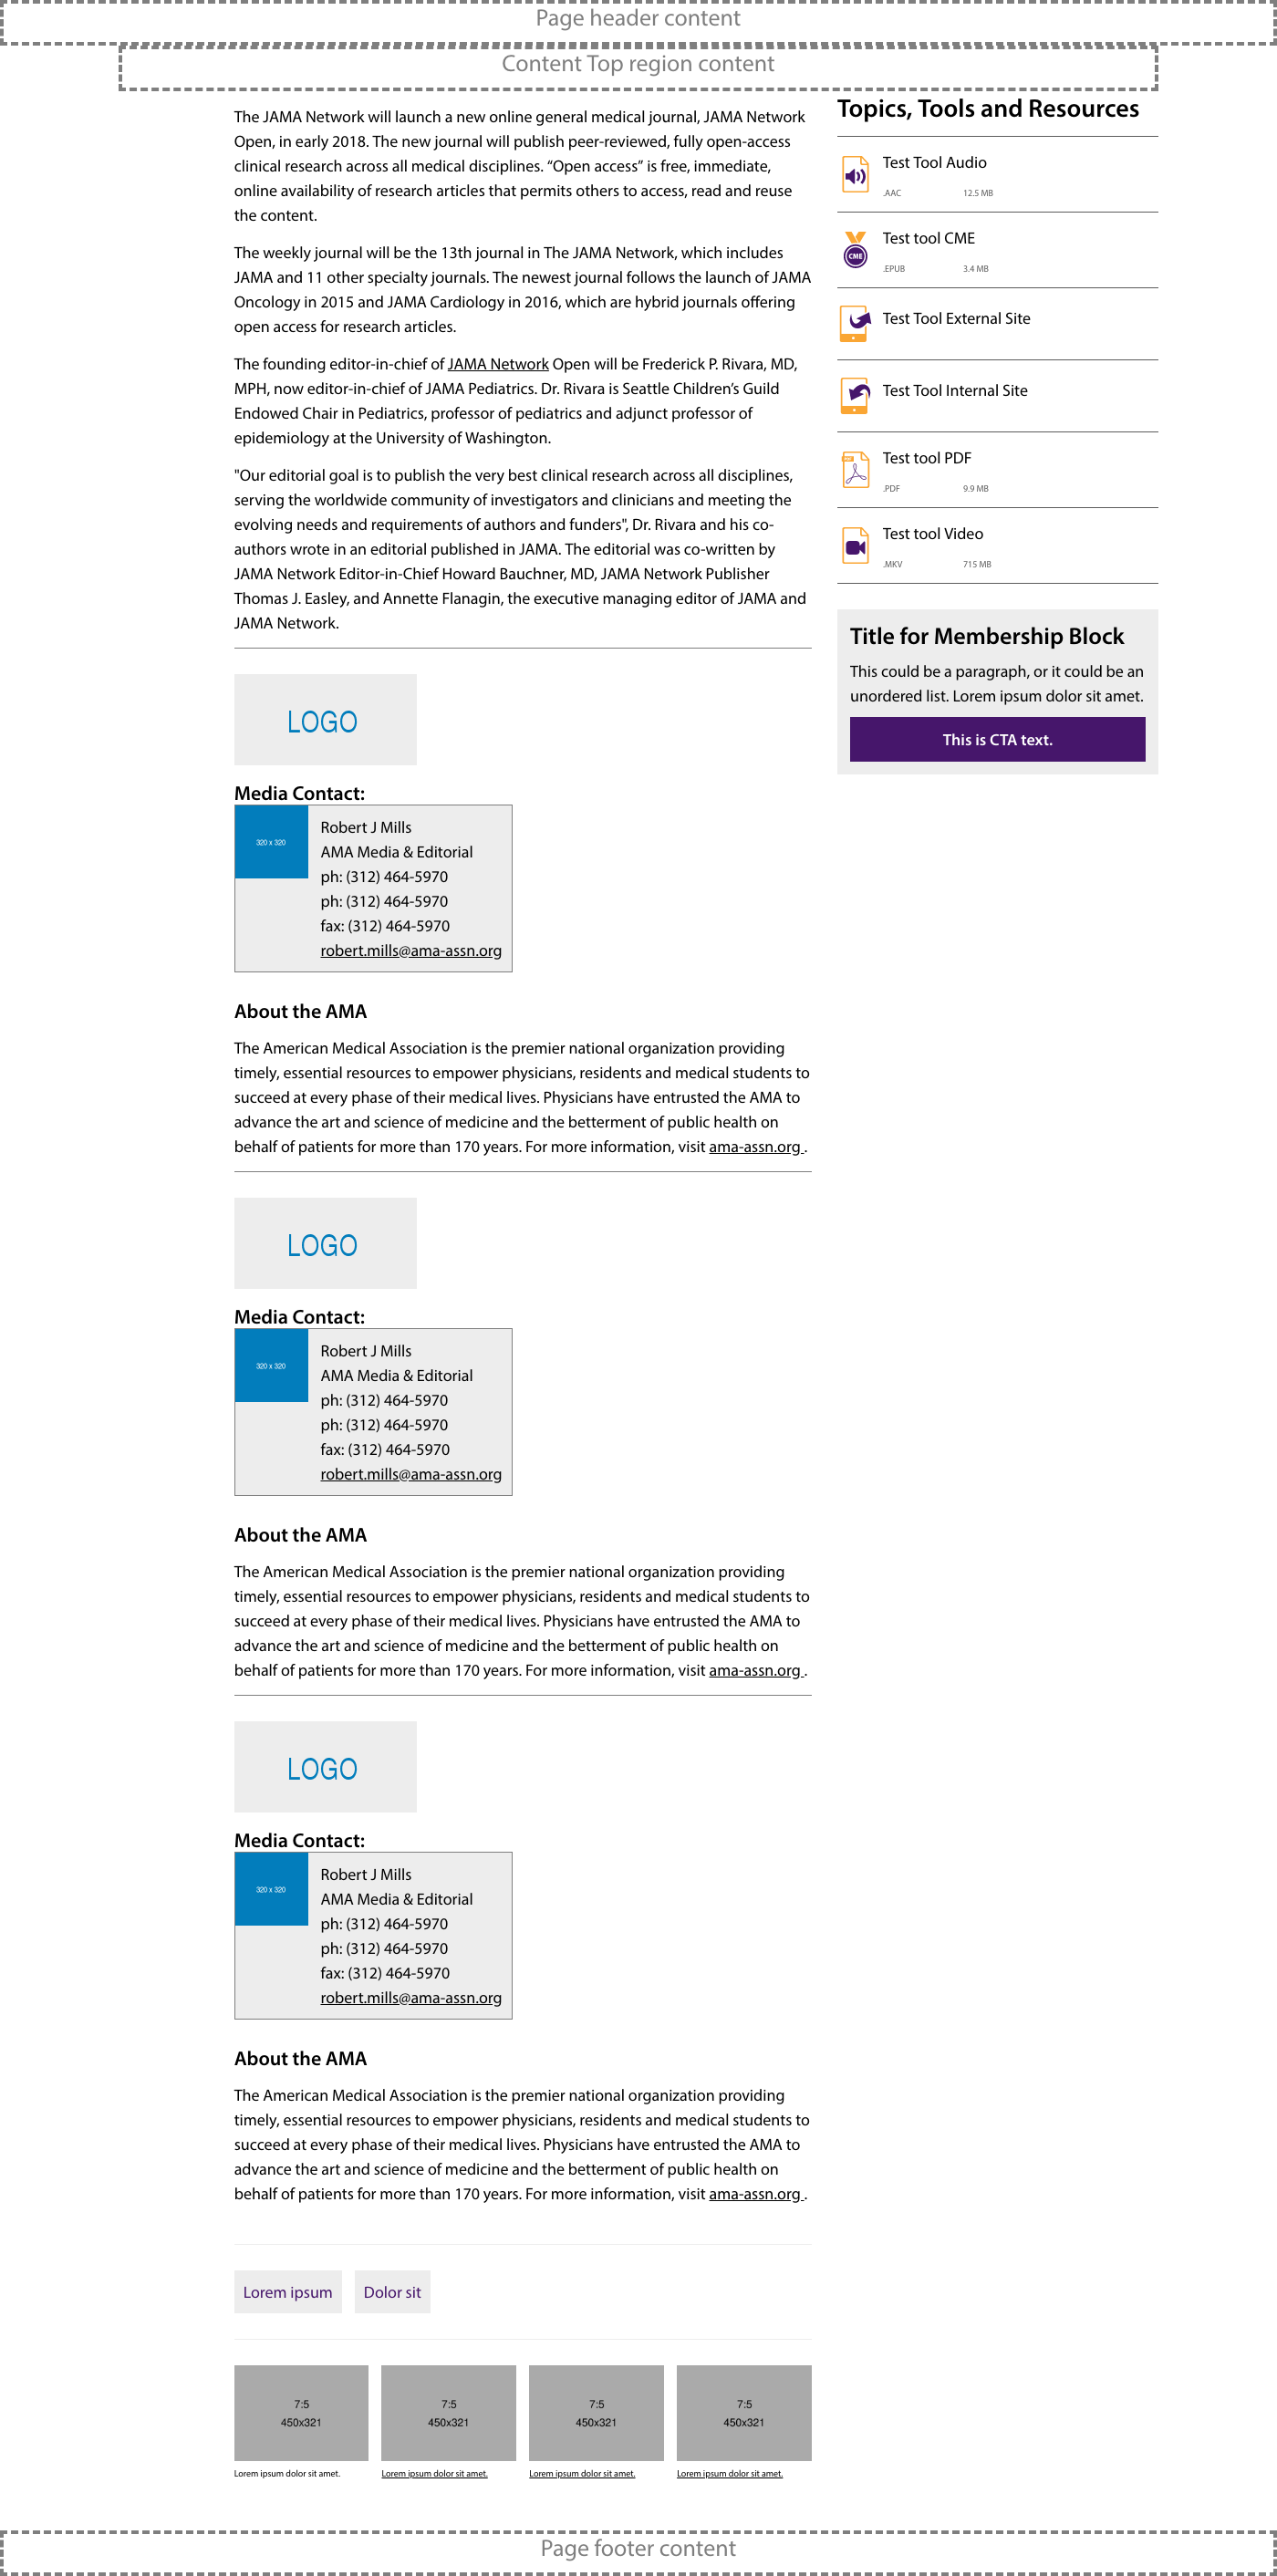 Page header content
Content Top region content
The JAMA Network will launch a new online general medical journal, JAMA Network
Open, in early 2018. The new journal will publish peer-reviewed, fully open-access
clinical research across all medical disciplines. “Open access” is free, immediate,
online availability of research articles that permits others to access, read and reuse
the content.
The weekly journal will be the 13th journal in The JAMA Network, which includes
JAMA and 11 other specialty journals. The newest journal follows the launch of JAMA
Oncology in 2015 and JAMA Cardiology in 2016, which are hybrid journals offering
open access for research articles.
The founding editor-in-chief of JAMA Network Open will be Frederick P. Rivara, MD,
MPH, now editor-in-chief of JAMA Pediatrics. Dr. Rivara is Seattle Children’s Guild
Endowed Chair in Pediatrics, professor of pediatrics and adjunct professor of
epidemiology at the University of Washington.
"Our editorial goal is to publish the very best clinical research across all disciplines,
serving the worldwide community of investigators and clinicians and meeting the
evolving needs and requirements of authors and funders", Dr. Rivara and his co-
authors wrote in an editorial published in JAMA. The editorial was co-written by
JAMA Network Editor-in-Chief Howard Bauchner, MD, JAMA Network Publisher
Thomas J. Easley, and Annette Flanagin, the executive managing editor of JAMA and
JAMA Network.
LOGO
Media Contact:
320 x 320
Robert J Mills
AMA Media & Editorial
ph: (312) 464-5970
ph: (312) 464-5970
fax: (312) 464-5970
robert.mills@ama-assn.org
About the AMA
The American Medical Association is the premier national organization providing
timely, essential resources to empower physicians, residents and medical students to
succeed at every phase of their medical lives. Physicians have entrusted the AMA to
advance the art and science of medicine and the betterment of public health on
behalf of patients for more than 170 years. For more information, visit ama-assn.org .
LOGO
Media Contact:
320 x 320
Robert J Mills
AMA Media & Editorial
ph: (312) 464-5970
ph: (312) 464-5970
fax: (312) 464-5970
robert.mills@ama-assn.org
About the AMA
The American Medical Association is the premier national organization providing
timely, essential resources to empower physicians, residents and medical students to
succeed at every phase of their medical lives. Physicians have entrusted the AMA to
advance the art and science of medicine and the betterment of public health on
behalf of patients for more than 170 years. For more information, visit ama-assn.org .
LOGO
Media Contact:
320 x 320
Robert J Mills
AMA Media & Editorial
ph: (312) 464-5970
ph: (312) 464-5970
fax: (312) 464-5970
robert.mills@ama-assn.org
About the AMA
The American Medical Association is the premier national organization providing
timely, essential resources to empower physicians, residents and medical students to
succeed at every phase of their medical lives. Physicians have entrusted the AMA to
advance the art and science of medicine and the betterment of public health on
behalf of patients for more than 170 years. For more information, visit ama-assn.org .
Lorem ipsum Dolor sit
7:5 7:5 7:5 7:5
450x321 450x321 450x321 450x321
Lorem ipsum dolor sit amet. Lorem ipsum dolor sit amet. Lorem ipsum dolor sit amet. Lorem ipsum dolor sit amet.
Topics, Tools and Resources
Test Tool Audio
.AAC 12.5 MB
CME
Test tool CME
.EPUB 3.4 MB
Test Tool External Site
Test Tool Internal Site
Test tool PDF
.PDF 9.9 MB
Test tool Video
.MKV 715 MB
Title for Membership Block
This could be a paragraph, or it could be an
unordered list. Lorem ipsum dolor sit amet.
This is CTA text.
Page footer content